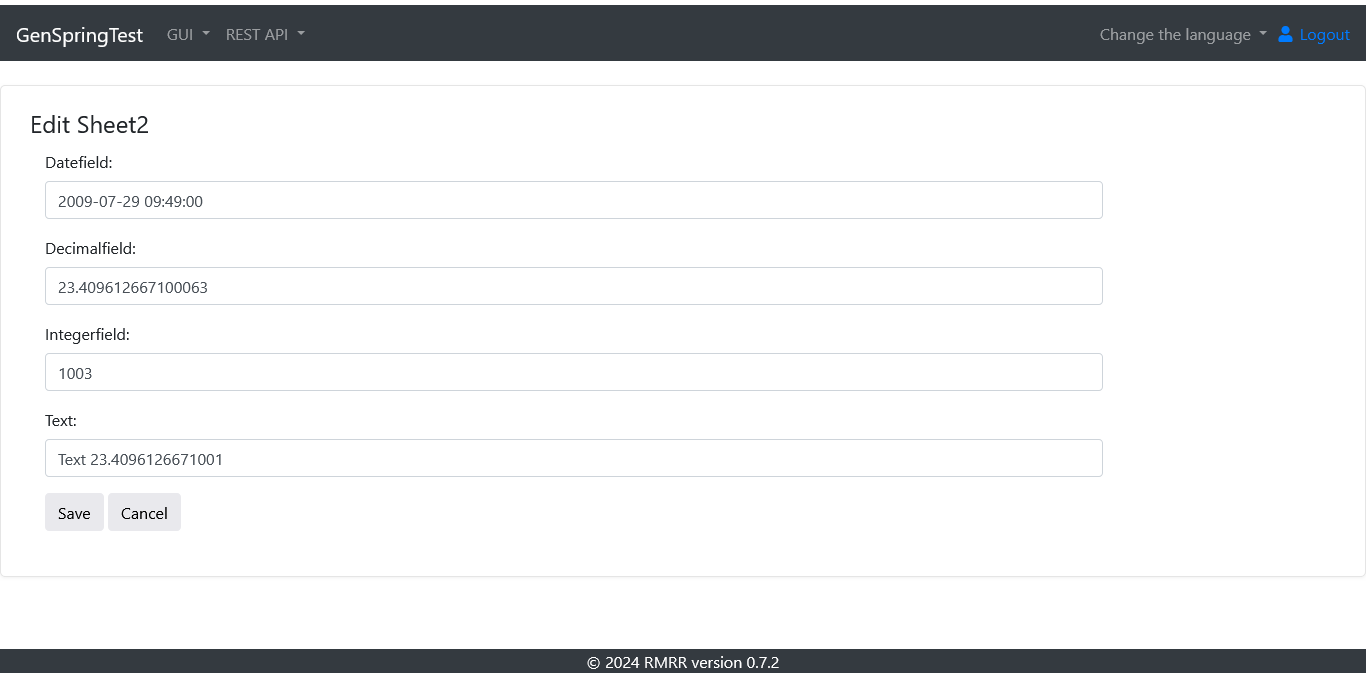 GenSpringTest GUI REST API Change the language Logout
Edit Sheet2
Datefield:
2009-07-29 09:49:00
Decimalfield:
23.409612667100063
Integerfield:
1003
Text:
Text 23.4096126671001
Save Cancel
© 2024 RMRR version 0.7.2